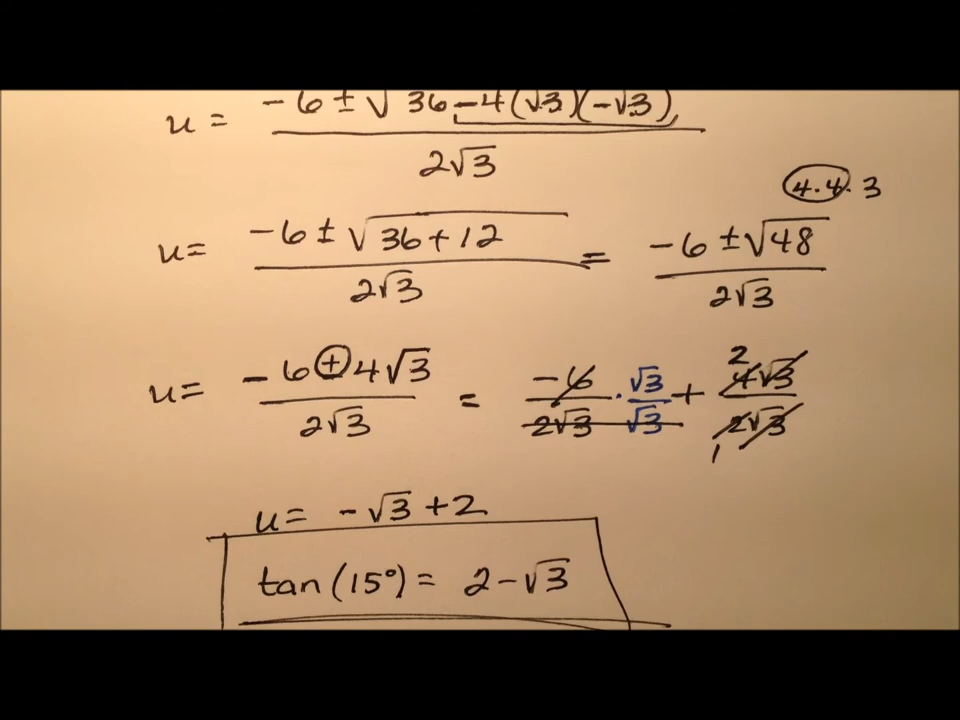 u = (-6 ± √36 - 4(√3)(-√3)) / 2√3
4·4·3
u = (-6 ± √(36 + 12)) / 2√3 = (-6 ± √48) / 2√3
u = (-6 + 4√3) / 2√3 = -6 / 2√3 · √3 / √3 + 2 4√3 / 1 2√3
u = -√3 + 2
tan(15°) = 2 - √3